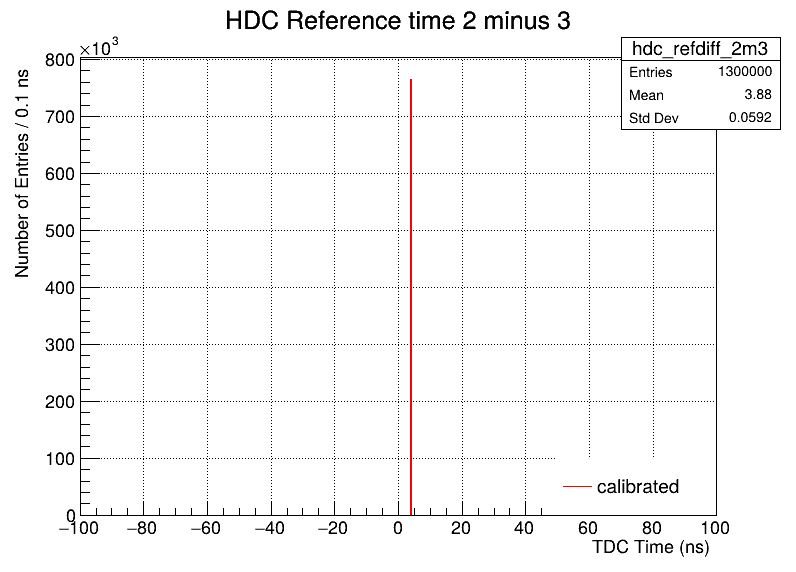 HDC Reference time 2 minus 3
×10³
hdc_refdiff_2m3
Entries 1300000
Mean 3.88
Std Dev 0.0592
Number of Entries / 0.1 ns
800
700
600
500
400
300
200
100
0
calibrated
−100 −80 −60 −40 −20 0 20 40 60 80 100
TDC Time (ns)